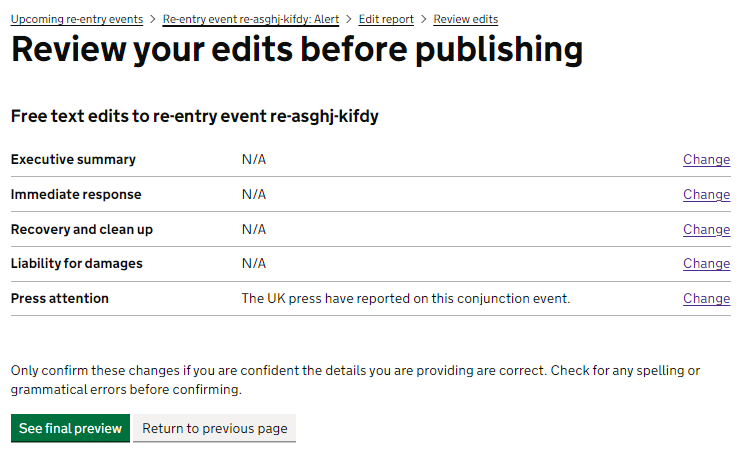 Upcoming re-entry events > Re-entry event re-asghj-kifdy: Alert > Edit report > Review edits
Review your edits before publishing
Free text edits to re-entry event re-asghj-kifdy
Executive summary N/A Change
Immediate response N/A Change
Recovery and clean up N/A Change
Liability for damages N/A Change
Press attention The UK press have reported on this conjunction event. Change
Only confirm these changes if you are confident the details you are providing are correct. Check for any spelling or
grammatical errors before confirming.
See final preview Return to previous page